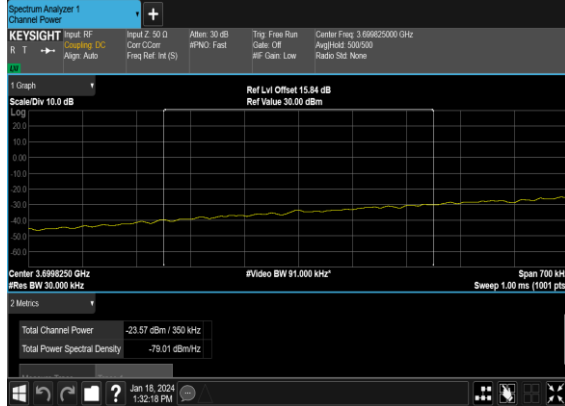 Spectrum Analyzer 1
Channel Power
+
KEYSIGHT Input: RF Input Z: 50 Ω Atten: 30 dB Trig: Free Run Center Freq: 3.699825000 GHz
R T Coupling: DC Corr CCorr #PNO: Fast Gate: Off Avg|Hold: 500/500
Align: Auto Freq Ref: Int (S) #IF Gain: Low Radio Std: None
1 Graph
Ref Lvl Offset 15.84 dB
Scale/Div 10.0 dB Ref Value 30.00 dBm
Log
20.0
10.0
0.00
-10.0
-20.0
-30.0
-40.0
-50.0
-60.0
Center 3.6998250 GHz #Video BW 91.000 kHz* Span 700 kH
#Res BW 30.000 kHz Sweep 1.00 ms (1001 pts
2 Metrics
Total Channel Power -23.57 dBm / 350 kHz
Total Power Spectral Density -79.01 dBm/Hz
?
Jan 18, 2024
1:32:18 PM